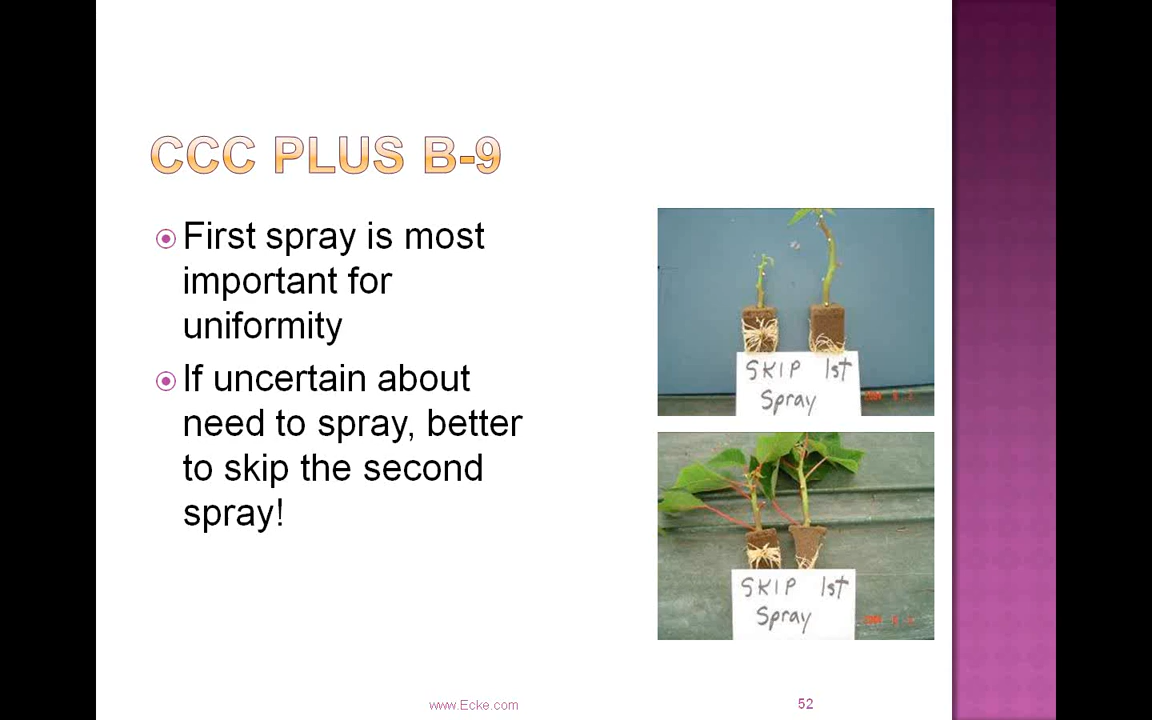 CCC PLUS B-9
First spray is most
important for
uniformity
If uncertain about
need to spray, better
to skip the second
spray!
SKIP 1st
Spray
SKIP 1st
Spray
www.Ecke.com
52